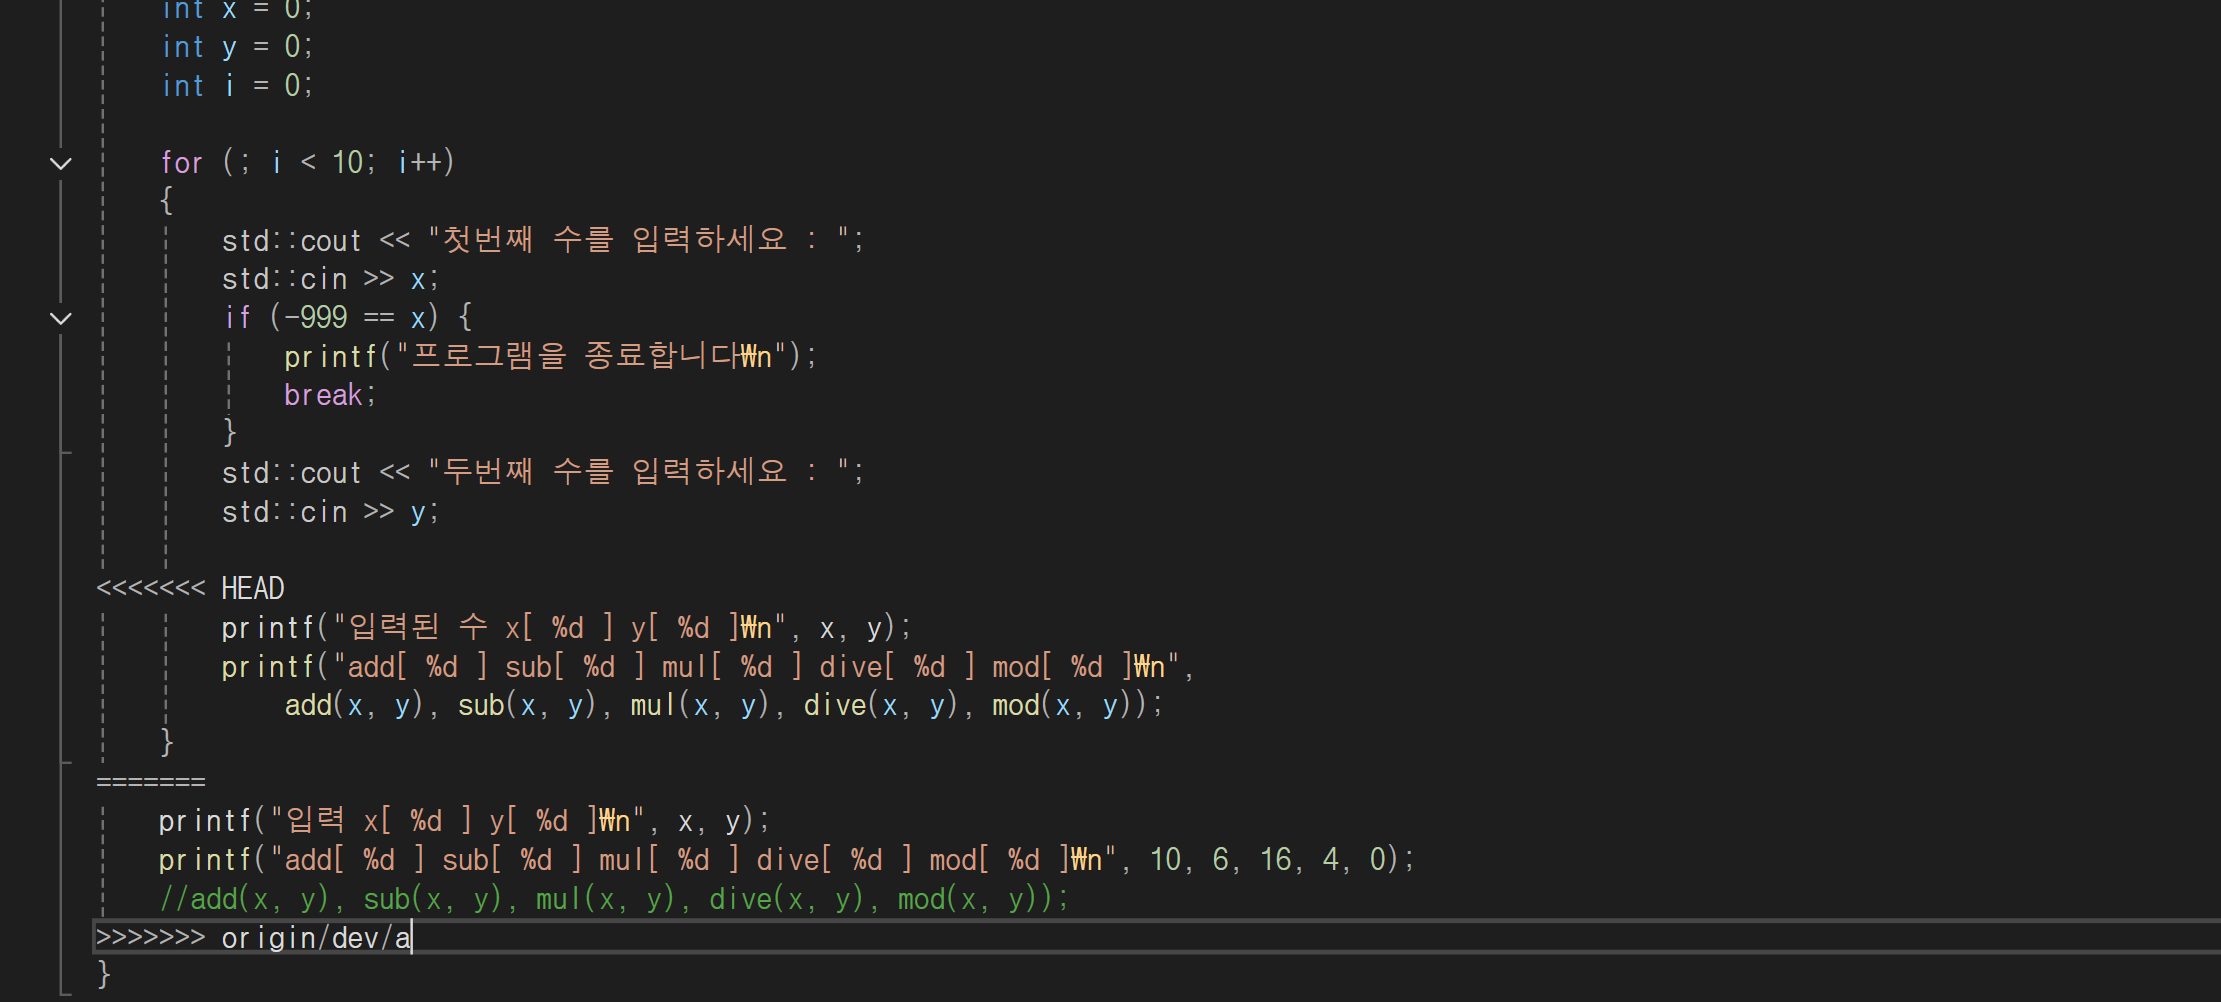 int x = 0;
int y = 0;
int i = 0;
for (; i < 10; i++)
{
std::cout << "첫번째 수를 입력하세요 : ";
std::cin >> x;
if (-999 == x) {
printf("프로그램을 종료합니다₩n");
break;
}
std::cout << "두번째 수를 입력하세요 : ";
std::cin >> y;
<<<<<<< HEAD
printf("입력된 수 x[ %d ] y[ %d ]₩n", x, y);
printf("add[ %d ] sub[ %d ] mul[ %d ] dive[ %d ] mod[ %d ]₩n",
add(x, y), sub(x, y), mul(x, y), dive(x, y), mod(x, y));
}
=======
printf("입력 x[ %d ] y[ %d ]₩n", x, y);
printf("add[ %d ] sub[ %d ] mul[ %d ] dive[ %d ] mod[ %d ]₩n", 10, 6, 16, 4, 0);
//add(x, y), sub(x, y), mul(x, y), dive(x, y), mod(x, y));
>>>>>>> origin/dev/a
}